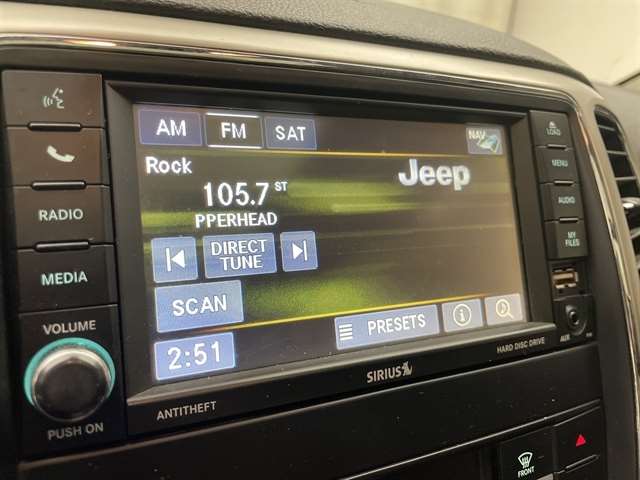 AM FM SAT NAV
Rock
Jeep
105.7 ST
PPERHEAD
DIRECT
TUNE
SCAN
PRESETS
2:51
RADIO
MEDIA
VOLUME
PUSH ON
ANTITHEFT
SIRIUS
HARD DISC DRIVE
LOAD
MENU
AUDIO
MY
FILES
AUX
FRONT